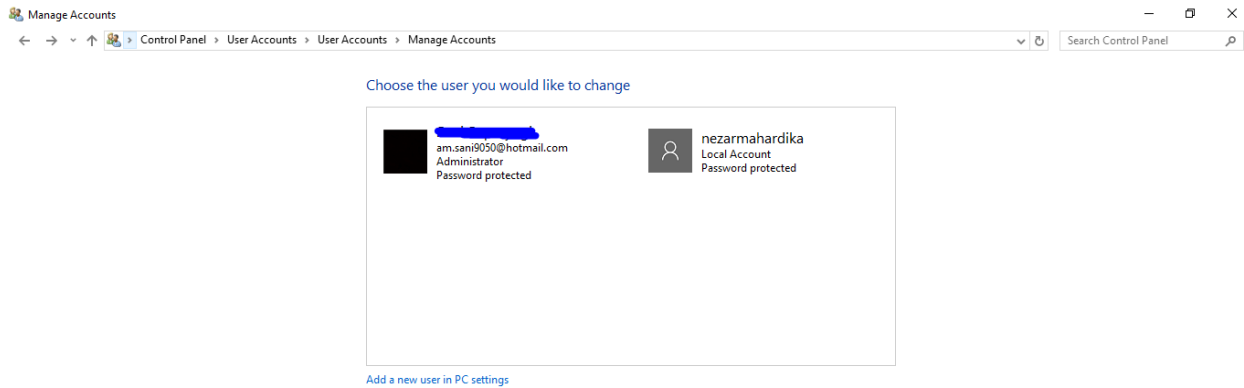 Manage Accounts
Control Panel > User Accounts > User Accounts > Manage Accounts
Search Control Panel
Choose the user you would like to change
am.sani9050@hotmail.com
Administrator
Password protected
nezarmahardika
Local Account
Password protected
Add a new user in PC settings